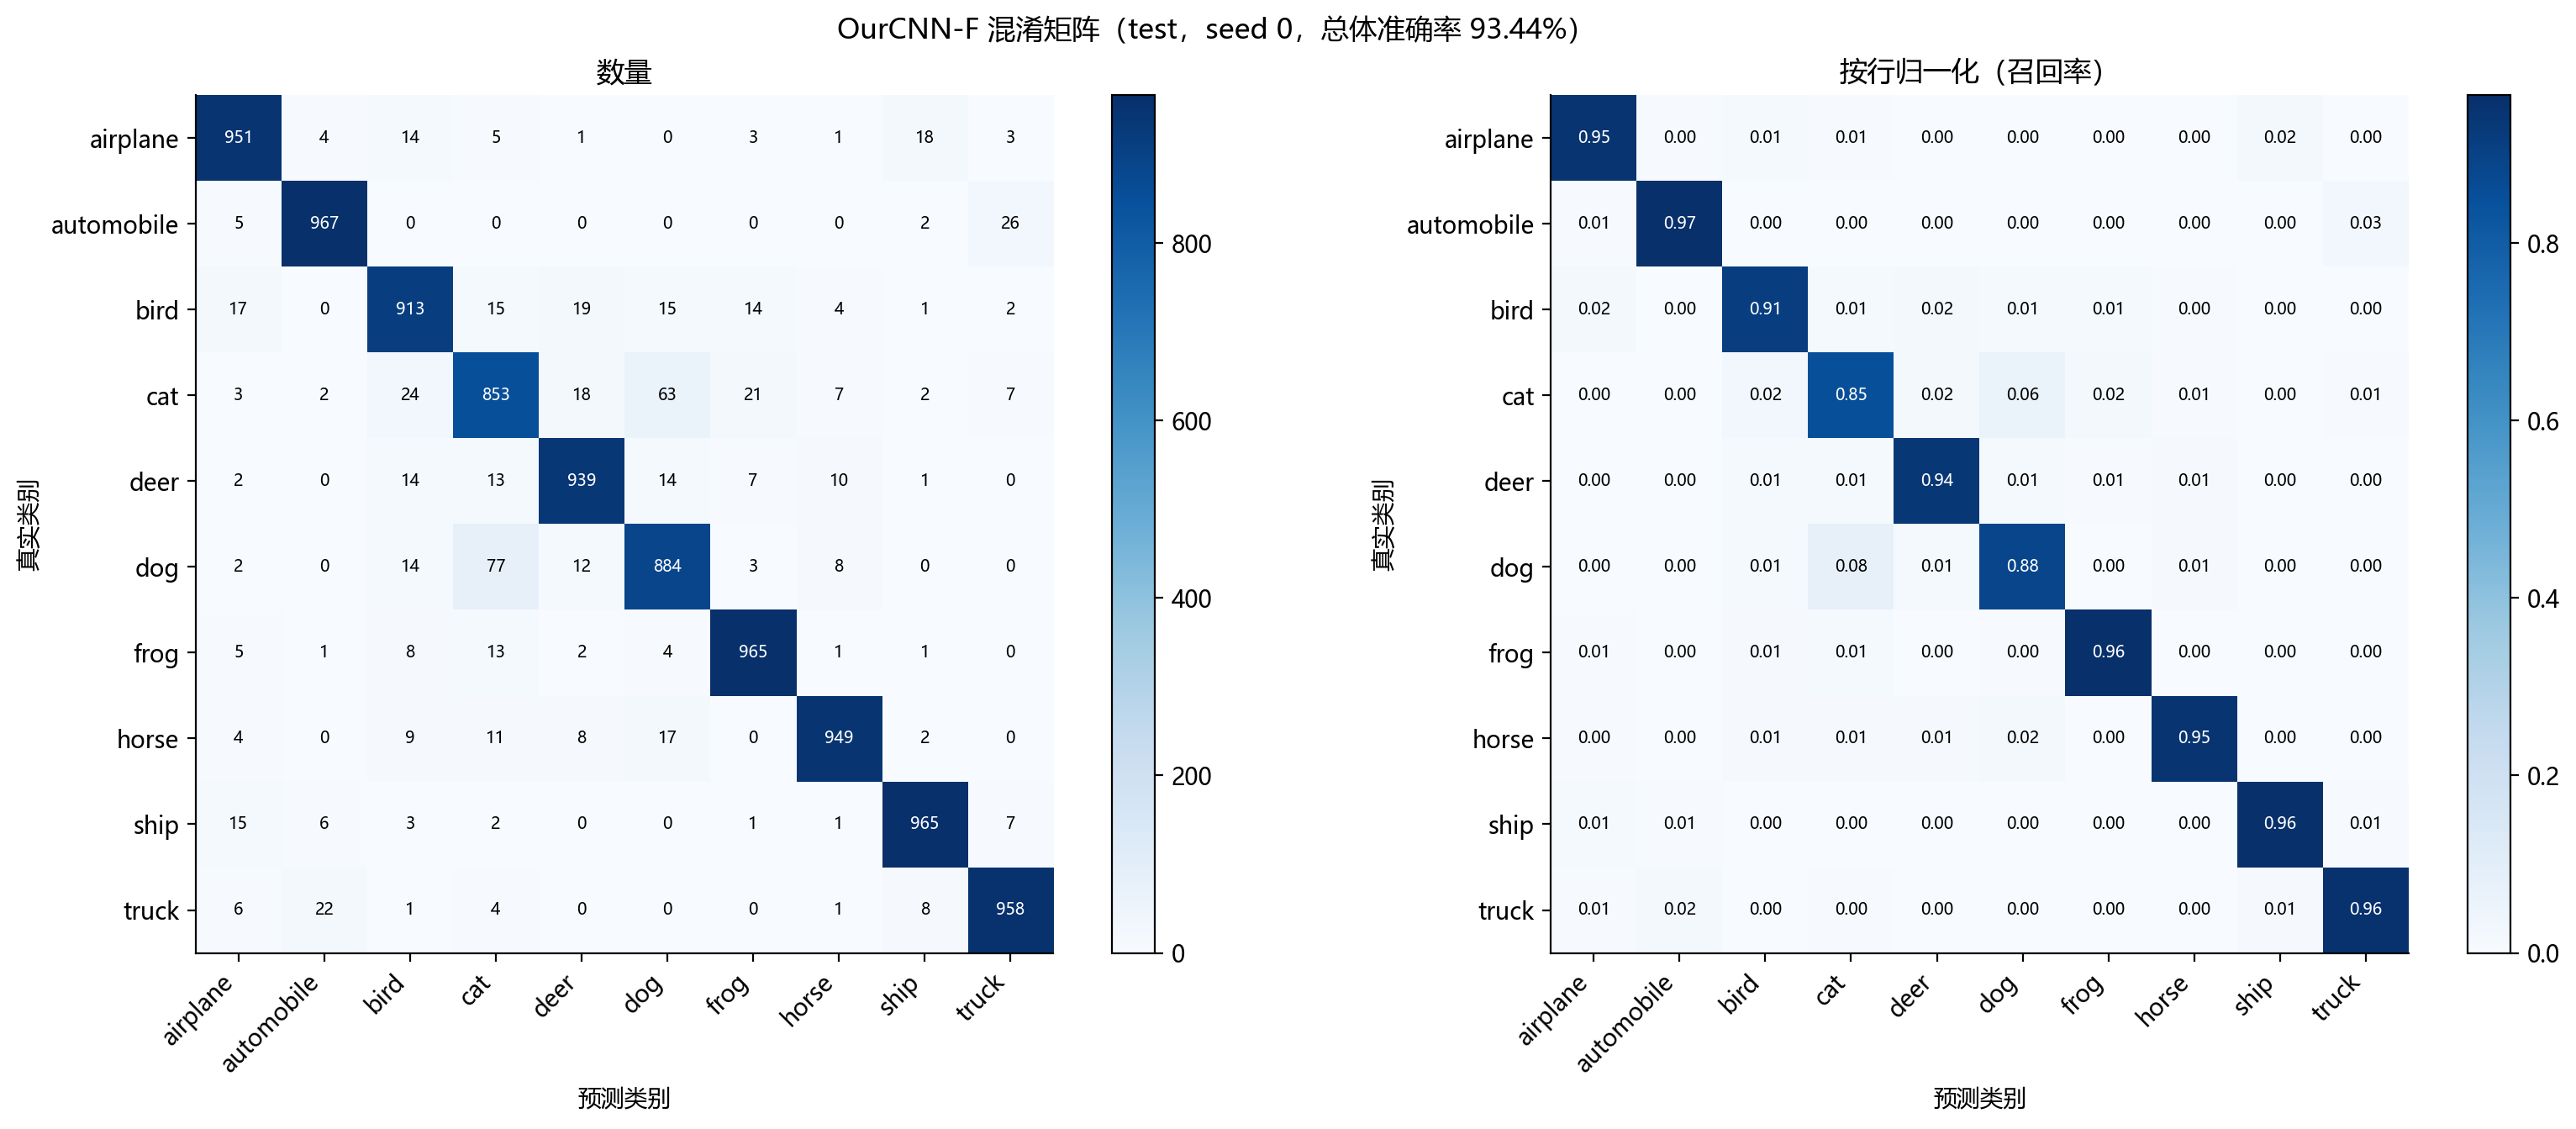 OurCNN-F 混淆矩阵（test，seed 0，总体准确率 93.44%）
数量
airplane 951 4 14 5 1 0 3 1 18 3
automobile 5 967 0 0 0 0 0 0 2 26
bird 17 0 913 15 19 15 14 4 1 2
cat 3 2 24 853 18 63 21 7 2 7
deer 2 0 14 13 939 14 7 10 1 0
dog 2 0 14 77 12 884 3 8 0 0
frog 5 1 8 13 2 4 965 1 1 0
horse 4 0 9 11 8 17 0 949 2 0
ship 15 6 3 2 0 0 1 1 965 7
truck 6 22 1 4 0 0 0 1 8 958
真实类别
airplane automobile bird cat deer dog frog horse ship truck
预测类别
800
600
400
200
0
按行归一化（召回率）
airplane 0.95 0.00 0.01 0.01 0.00 0.00 0.00 0.00 0.02 0.00
automobile 0.01 0.97 0.00 0.00 0.00 0.00 0.00 0.00 0.00 0.03
bird 0.02 0.00 0.91 0.01 0.02 0.01 0.01 0.00 0.00 0.00
cat 0.00 0.00 0.02 0.85 0.02 0.06 0.02 0.01 0.00 0.01
deer 0.00 0.00 0.01 0.01 0.94 0.01 0.01 0.01 0.00 0.00
dog 0.00 0.00 0.01 0.08 0.01 0.88 0.00 0.01 0.00 0.00
frog 0.01 0.00 0.01 0.01 0.00 0.00 0.96 0.00 0.00 0.00
horse 0.00 0.00 0.01 0.01 0.01 0.02 0.00 0.95 0.00 0.00
ship 0.01 0.01 0.00 0.00 0.00 0.00 0.00 0.00 0.96 0.01
truck 0.01 0.02 0.00 0.00 0.00 0.00 0.00 0.00 0.01 0.96
真实类别
airplane automobile bird cat deer dog frog horse ship truck
预测类别
0.8
0.6
0.4
0.2
0.0